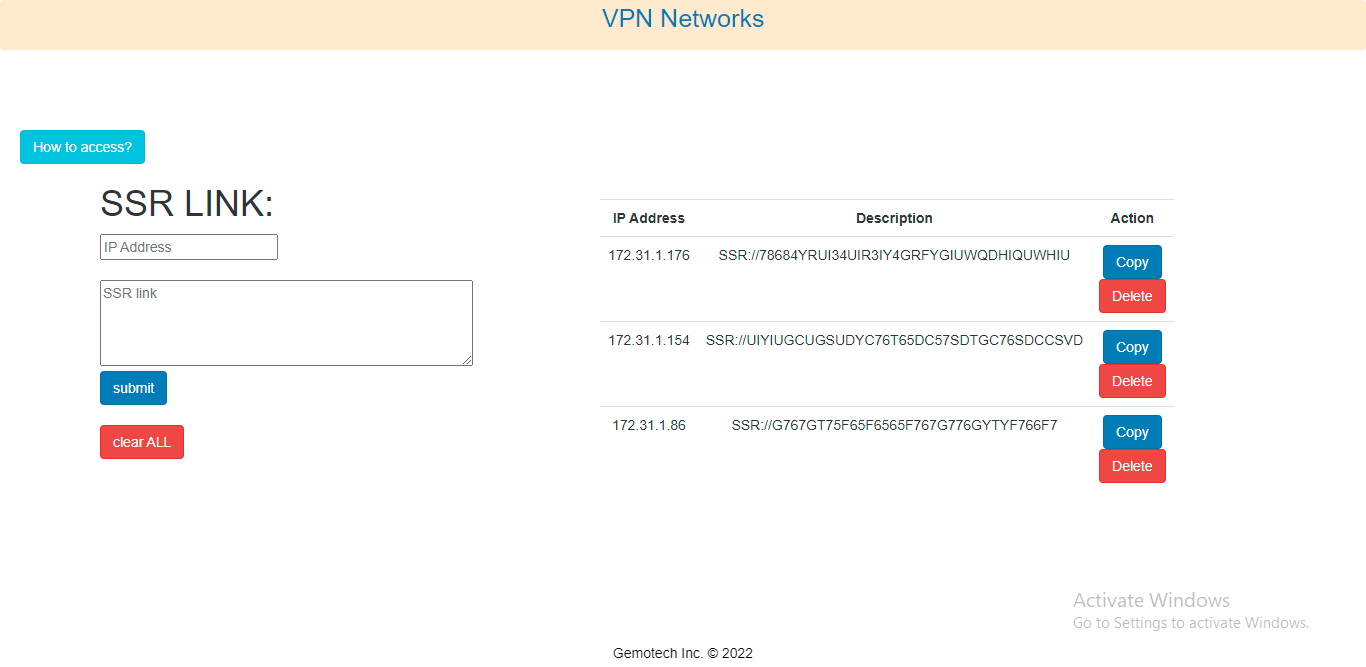 VPN Networks
How to access?
SSR LINK:
IP Address
SSR link
submit
clear ALL
IP Address Description Action
172.31.1.176 SSR://78684YRUI34UIR3IY4GRFYGIUWQDHIQUWHIU Copy
Delete
172.31.1.154 SSR://UIYIUGCUGSUDYC76T65DC57SDTGC76SDCCSVD Copy
Delete
172.31.1.86 SSR://G767GT75F65F6565F767G776GYTYF766F7 Copy
Delete
Activate Windows
Go to Settings to activate Windows.
Gemotech Inc. © 2022